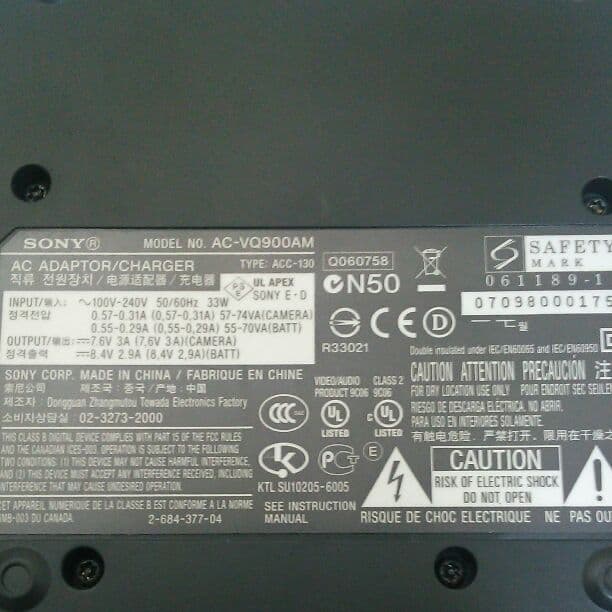 SONY® MODEL NO. AC-VQ900AM
AC ADAPTOR/CHARGER TYPE: ACC-130
직류 전원장치/电源适配器/充电器
INPUT/输入: ∼100V-240V 50/60Hz 33W
정격전압 0.57-0.31A (0,57-0,31A) 57-74VA(CAMERA)
0.55-0.29A (0,55-0,29A) 55-70VA(BATT)
OUTPUT/输出: ⎓7.6V 3A (7,6V 3A)(CAMERA)
정격출력 ⎓8.4V 2.9A (8,4V 2,9A)(BATT)
UL APEX
SONY E·D
PS
E
SONY CORP. MADE IN CHINA / FABRIQUE EN CHINE
索尼公司 제조국: 중국/产地: 中国
제조자: Dongguan Zhangmutou Towada Electronics Factory
소비자상담실 02-3273-2000
THIS CLASS B DIGITAL DEVICE COMPLIES WITH PART 15 OF THE FCC RULES
AND THE CANADIAN ICES-003. OPERATION IS SUBJECT TO THE FOLLOWING
TWO CONDITIONS: (1) THIS DEVICE MAY NOT CAUSE HARMFUL INTERFERENCE,
AND (2) THIS DEVICE MUST ACCEPT ANY INTERFERENCE RECEIVED, INCLUDING
INTERFERENCE THAT MAY CAUSE UNDESIRED OPERATION.
CET APPAREIL NUMERIQUE DE LA CLASSE B EST CONFORME A LA NORME
NMB-003 DU CANADA. 2-684-377-04
Q060758
N50
R33021
CE
D
VIDEO/AUDIO
PRODUCT 9C06
CLASS 2
9C06
CCC
UL
LISTED
C UL
LISTED
E
KTL SU10205-6005
SEE INSTRUCTION
MANUAL
S
SAFETY
MARK
061189-1
07098000175
년 월
Double insulated under IEC/EN60065 and IEC/EN60950
CAUTION ATTENTION PRECAUCIÓN 注
FOR DRY LOCATION USE ONLY POUR ENDROIT SEC SEULE
RIESGO DE DESCARGA ELÉCTRICA, NO ABRIR.
PARA USO EN INTERIORES SOLAMENTE.
有触电危险, 严禁打开. 限用在干燥之
CAUTION
RISK OF ELECTRIC SHOCK
DO NOT OPEN
RISQUE DE CHOC ELECTRIQUE NE PAS OU